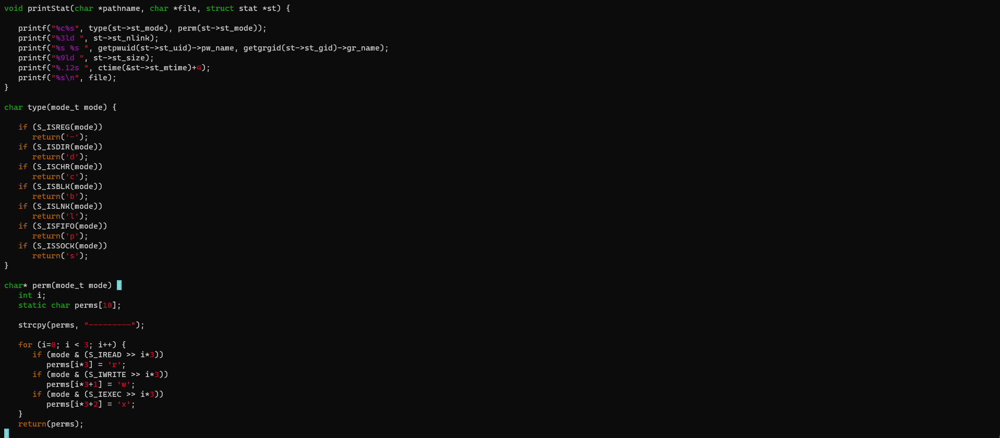 void printStat(char *pathname, char *file, struct stat *st) {

   printf("%c%s", type(st->st_mode), perm(st->st_mode));
   printf("%3ld ", st->st_nlink);
   printf("%s %s ", getpwuid(st->st_uid)->pw_name, getgrgid(st->st_gid)->gr_name);
   printf("%9ld ", st->st_size);
   printf("%.12s ", ctime(&st->st_mtime)+4);
   printf("%s\n", file);
}

char type(mode_t mode) {

   if (S_ISREG(mode))
      return('-');
   if (S_ISDIR(mode))
      return('d');
   if (S_ISCHR(mode))
      return('c');
   if (S_ISBLK(mode))
      return('b');
   if (S_ISLNK(mode))
      return('l');
   if (S_ISFIFO(mode))
      return('p');
   if (S_ISSOCK(mode))
      return('s');
}

char* perm(mode_t mode) {
   int i;
   static char perms[10];

   strcpy(perms, "---------");

   for (i=0; i < 3; i++) {
      if (mode & (S_IREAD >> i*3))
         perms[i*3] = 'r';
      if (mode & (S_IWRITE >> i*3))
         perms[i*3+1] = 'w';
      if (mode & (S_IEXEC >> i*3))
         perms[i*3+2] = 'x';
   }
   return(perms);
}